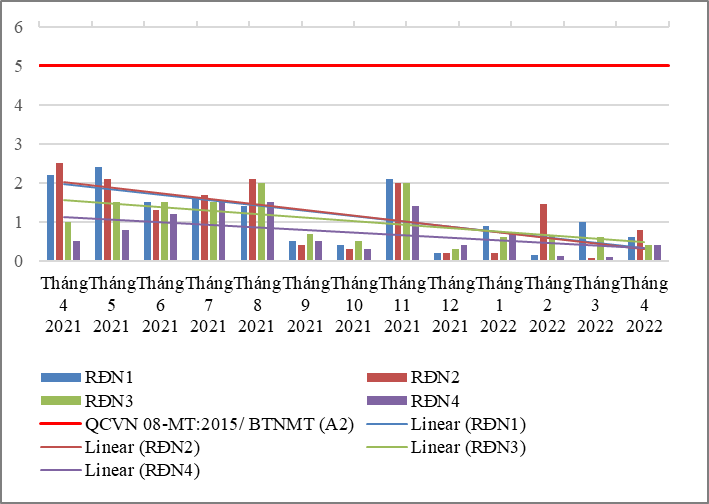 6
5
4
3
2
1
0
Tháng Tháng Tháng Tháng Tháng Tháng Tháng Tháng Tháng Tháng Tháng Tháng Tháng
4 5 6 7 8 9 10 11 12 1 2 3 4
2021 2021 2021 2021 2021 2021 2021 2021 2021 2022 2022 2022 2022
RĐN1 RĐN2
RĐN3 RĐN4
QCVN 08-MT:2015/ BTNMT (A2) Linear (RĐN1)
Linear (RĐN2) Linear (RĐN3)
Linear (RĐN4)